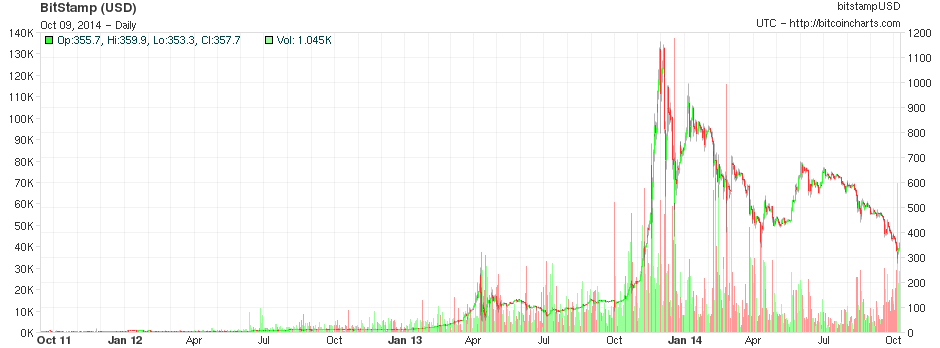 BitStamp (USD)
bitstampUSD
Oct 09, 2014 – Daily
UTC – http://bitcoincharts.com
Op:355.7, Hi:359.9, Lo:353.3, Cl:357.7
Vol: 1.045K
140K
130K
120K
110K
100K
90K
80K
70K
60K
50K
40K
30K
20K
10K
0K
1200
1100
1000
900
800
700
600
500
400
300
200
100
0
Oct 11
Jan 12
Apr
Jul
Oct
Jan 13
Apr
Jul
Oct
Jan 14
Apr
Jul
Oct